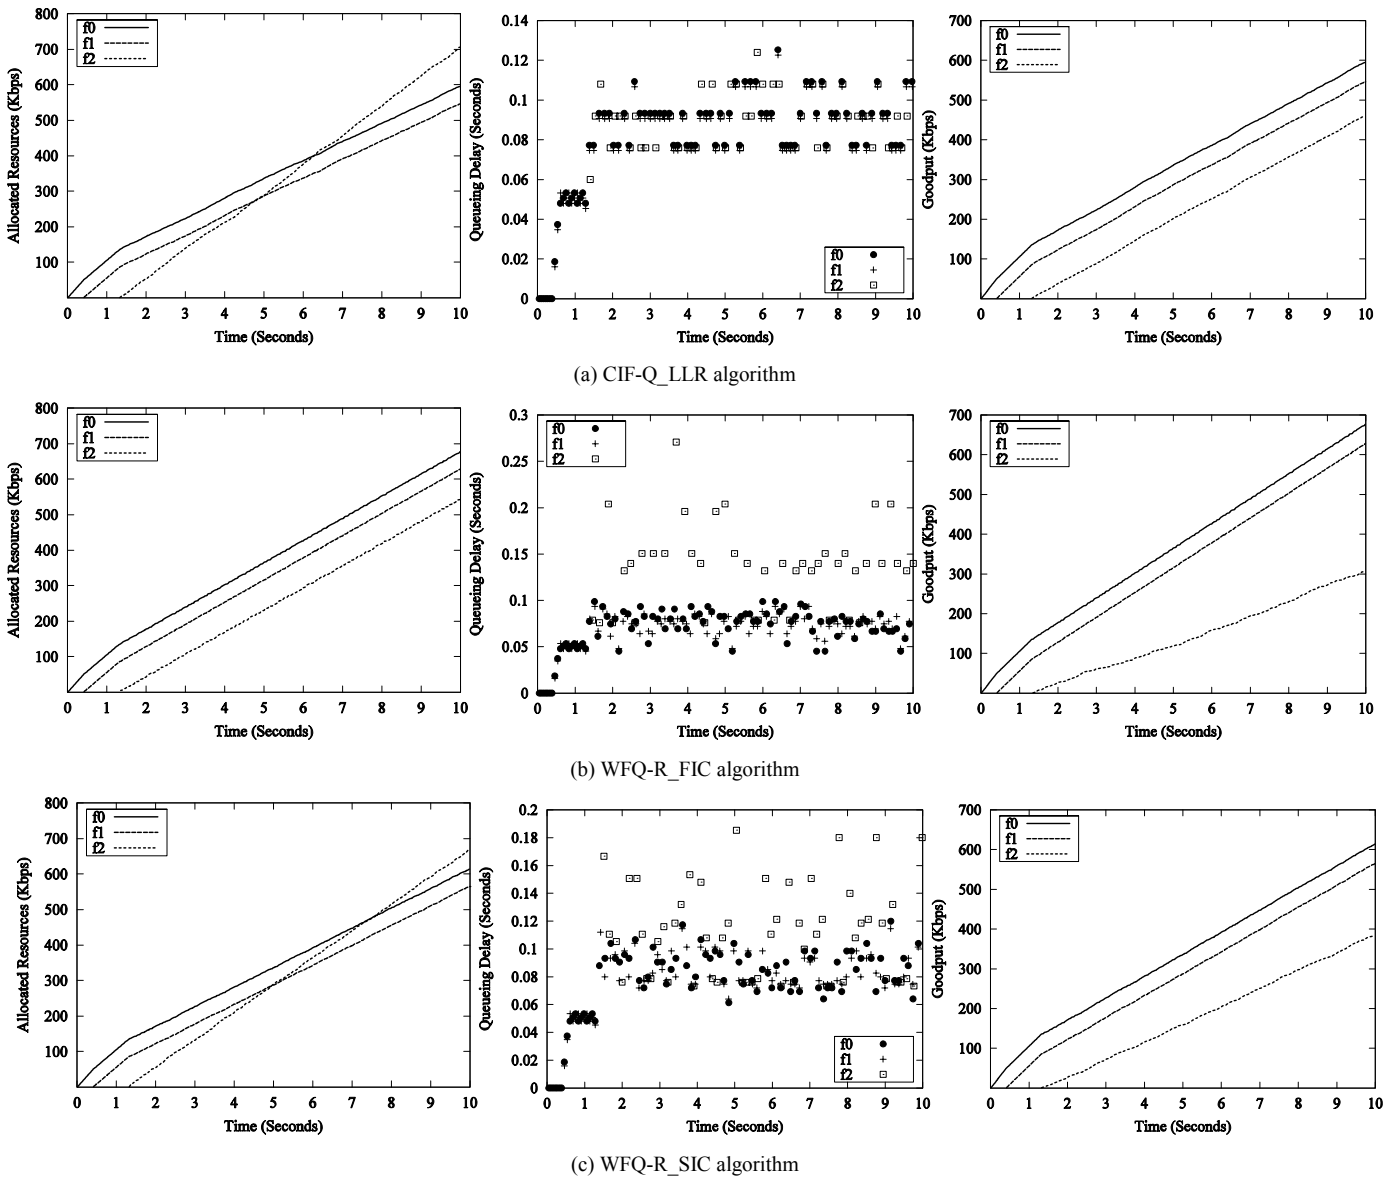 800
700
600
500
400
300
200
100
Allocated Resources (Kbps)
f0
f1
f2
0 1 2 3 4 5 6 7 8 9 10
Time (Seconds)
0.14
0.12
0.1
0.08
0.06
0.04
0.02
0
Queueing Delay (Seconds)
f0
f1
f2
0 1 2 3 4 5 6 7 8 9 10
Time (Seconds)
700
600
500
400
300
200
100
Goodput (Kbps)
f0
f1
f2
0 1 2 3 4 5 6 7 8 9 10
Time (Seconds)
(a) CIF-Q_LLR algorithm
800
700
600
500
400
300
200
100
Allocated Resources (Kbps)
f0
f1
f2
0 1 2 3 4 5 6 7 8 9 10
Time (Seconds)
0.3
0.25
0.2
0.15
0.1
0.05
0
Queueing Delay (Seconds)
f0
f1
f2
0 1 2 3 4 5 6 7 8 9 10
Time (Seconds)
700
600
500
400
300
200
100
Goodput (Kbps)
f0
f1
f2
0 1 2 3 4 5 6 7 8 9 10
Time (Seconds)
(b) WFQ-R_FIC algorithm
800
700
600
500
400
300
200
100
Allocated Resources (Kbps)
f0
f1
f2
0 1 2 3 4 5 6 7 8 9 10
Time (Seconds)
0.2
0.18
0.16
0.14
0.12
0.1
0.08
0.06
0.04
0.02
0
Queueing Delay (Seconds)
f0
f1
f2
0 1 2 3 4 5 6 7 8 9 10
Time (Seconds)
700
600
500
400
300
200
100
Goodput (Kbps)
f0
f1
f2
0 1 2 3 4 5 6 7 8 9 10
Time (Seconds)
(c) WFQ-R_SIC algorithm